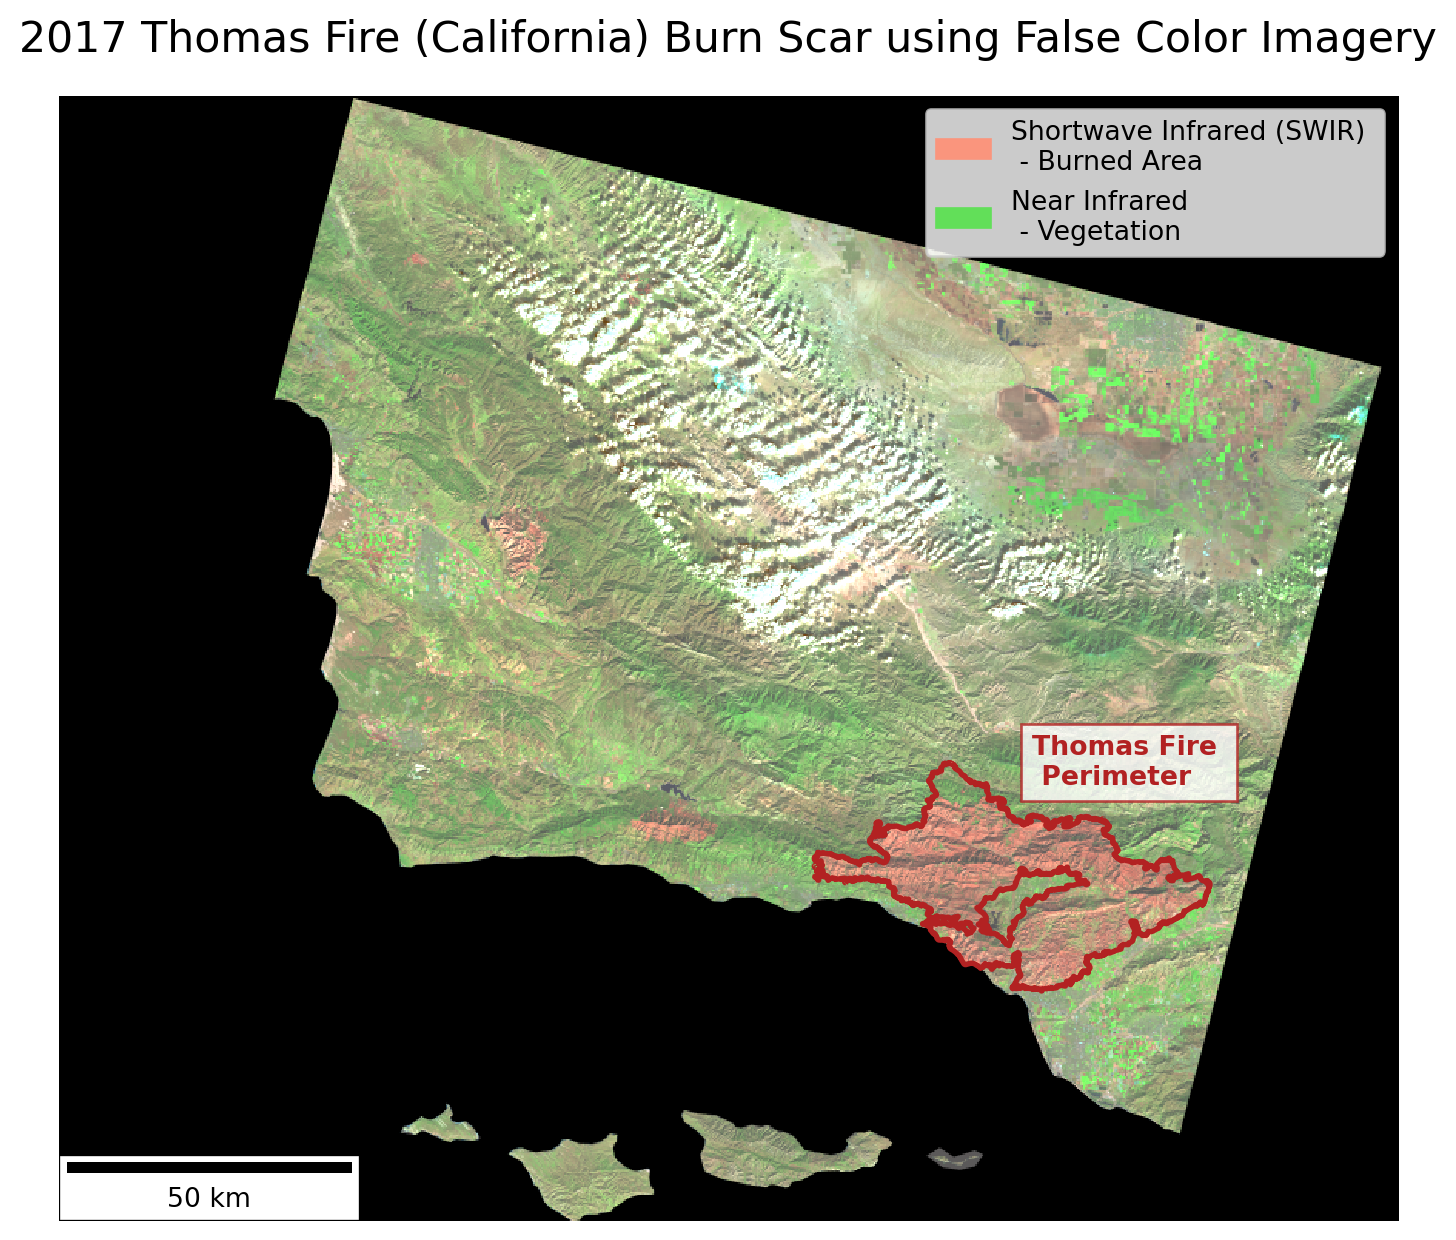 2017 Thomas Fire (California) Burn Scar using False Color Imagery
Shortwave Infrared (SWIR)
- Burned Area
Near Infrared
- Vegetation
Thomas Fire
Perimeter
50 km